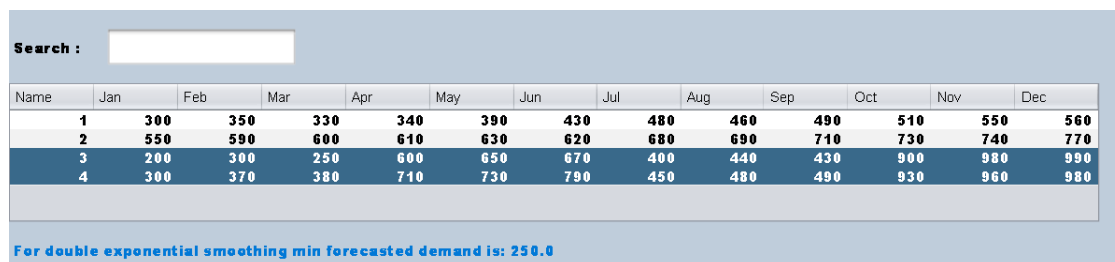 Search :
Name Jan Feb Mar Apr May Jun Jul Aug Sep Oct Nov Dec
1 300 350 330 340 390 430 480 460 490 510 550 560
2 550 590 600 610 630 620 680 690 710 730 740 770
3 200 300 250 600 650 670 400 440 430 900 980 990
4 300 370 380 710 730 790 450 480 490 930 960 980
For double exponential smoothing min forecasted demand is: 250.0